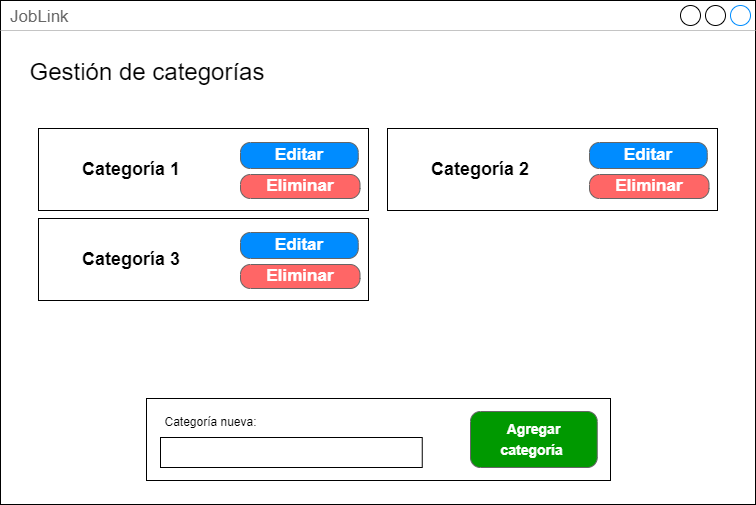 JobLink
Gestión de categorías
Categoría 1
Editar
Eliminar
Categoría 2
Editar
Eliminar
Categoría 3
Editar
Eliminar
Categoría nueva:
Agregar
categoría